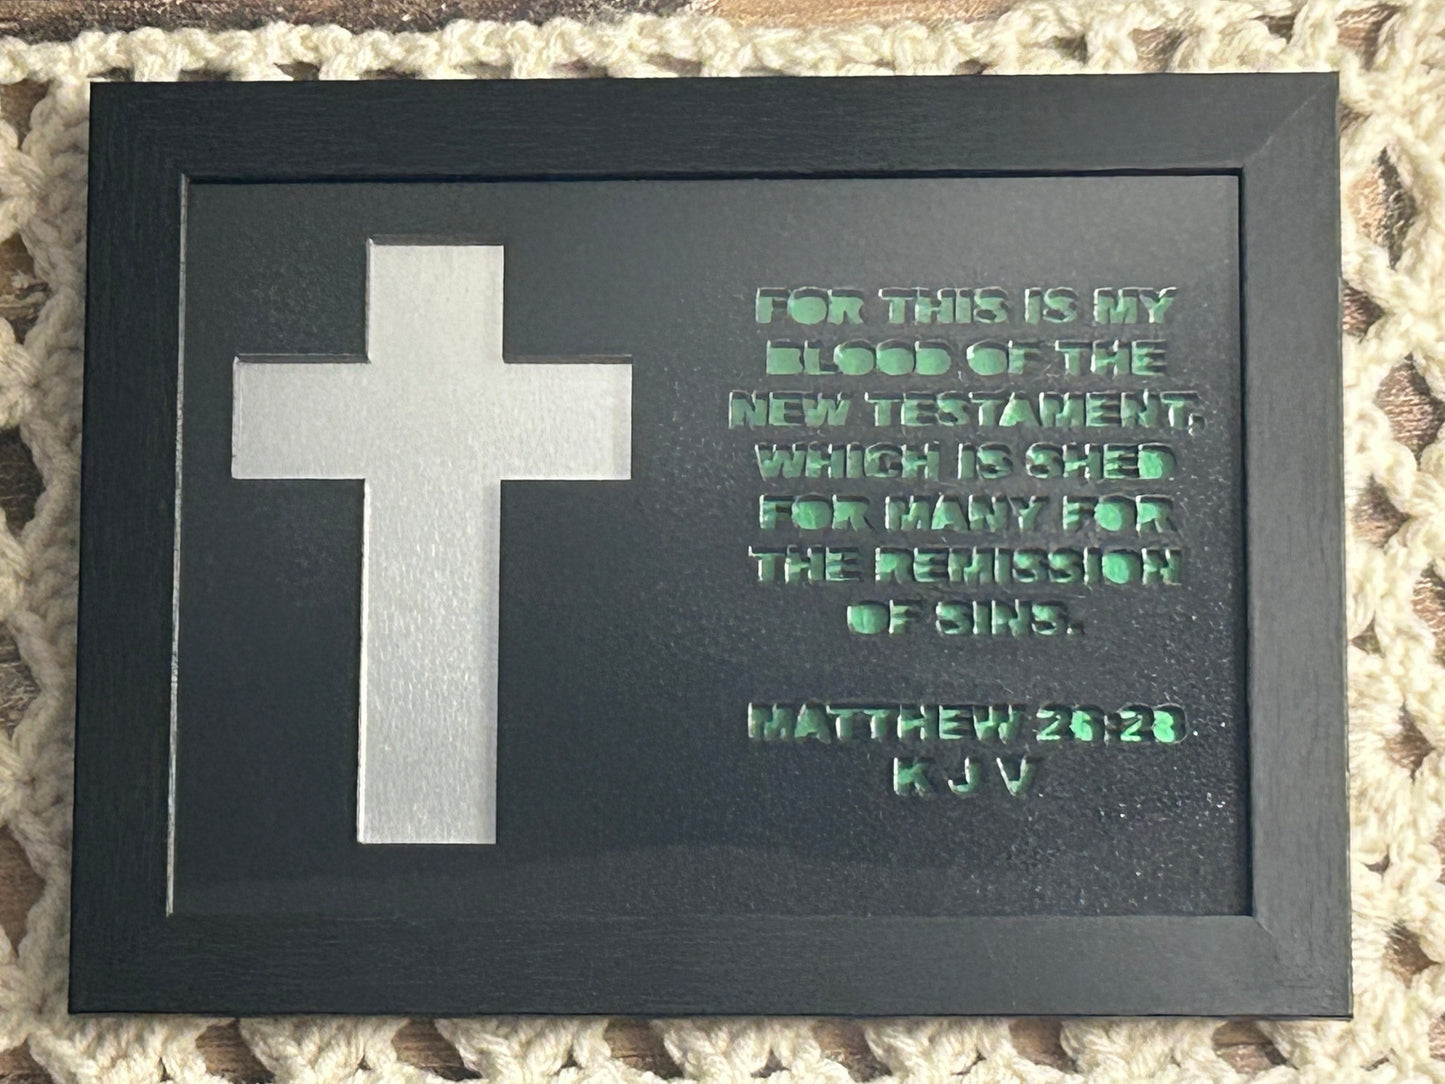 FOR THIS IS MY
BLOOD OF THE
NEW TESTAMENT,
WHICH IS SHED
FOR MANY FOR
THE REMISSION
OF SINS.
MATTHEW 26:28
K J V